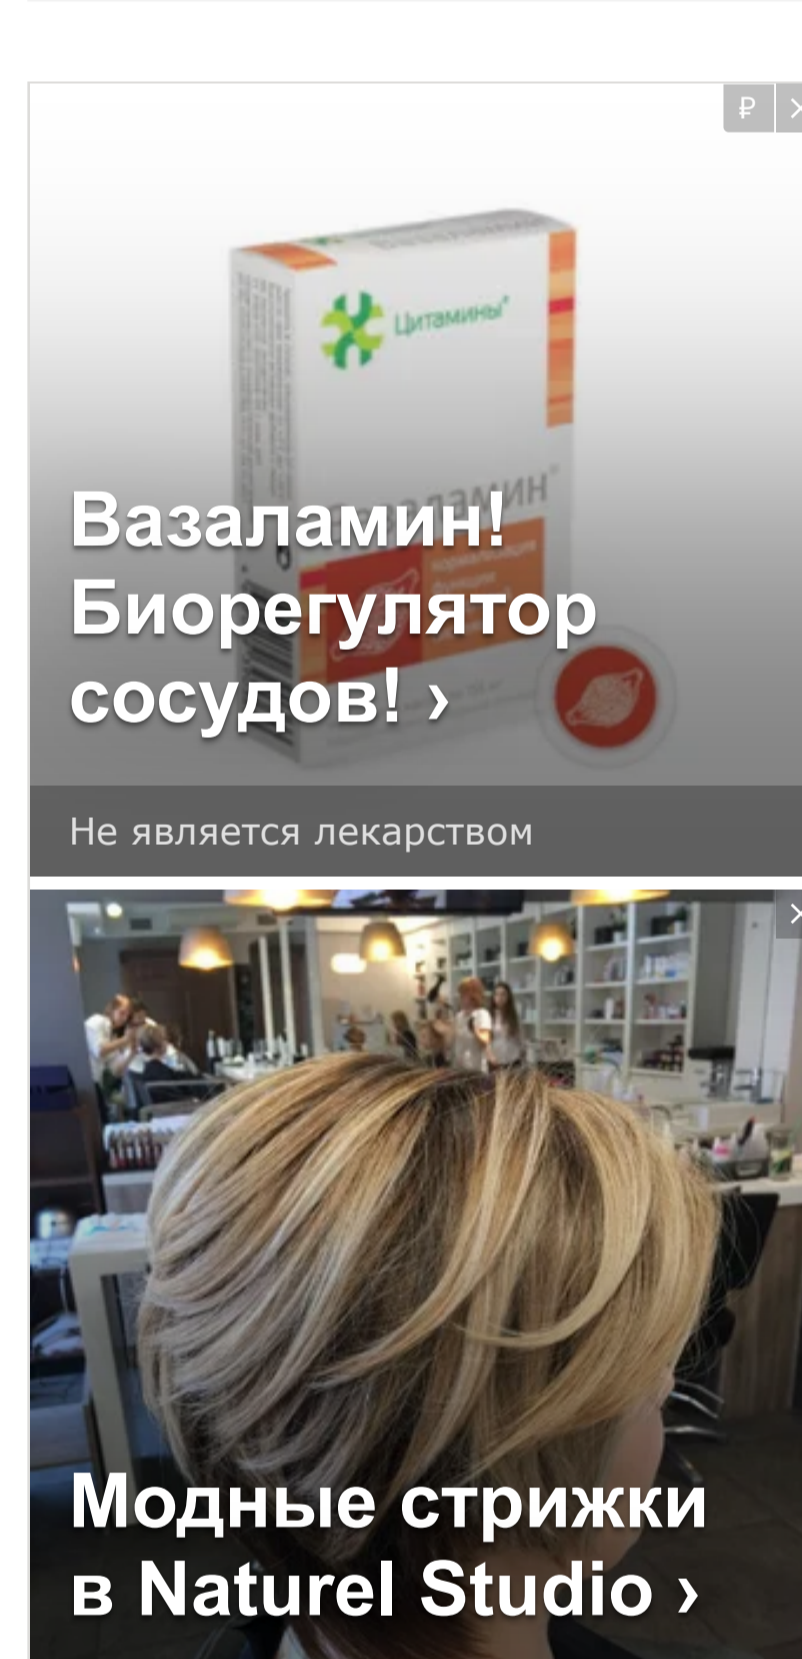 ₽
Цитамины®
Вазаламин!
Биорегулятор
сосудов! ›
Не является лекарством
Модные стрижки
в Naturel Studio ›